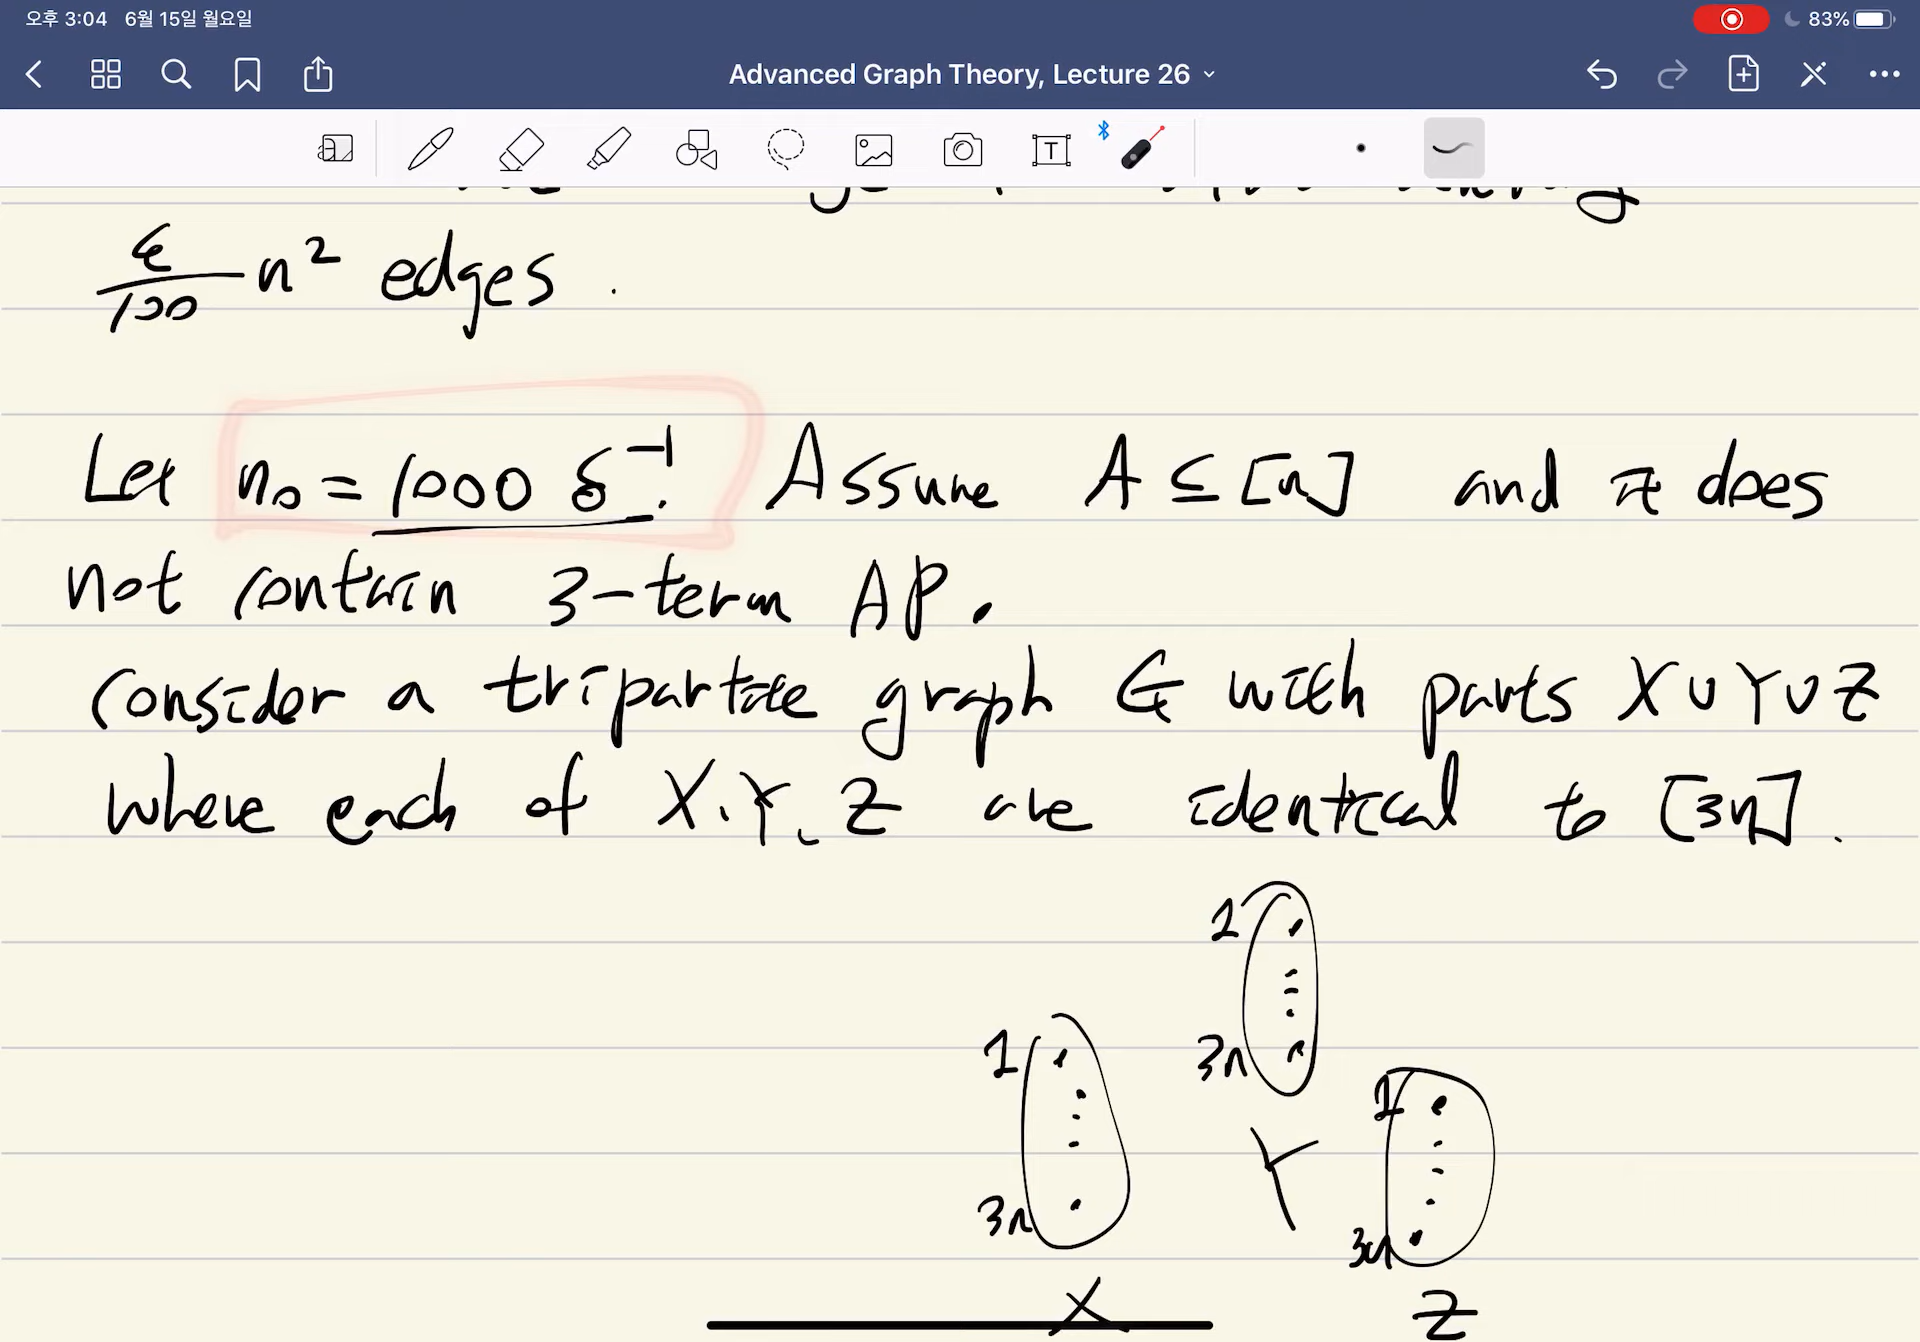 오후 3:04 6월 15일 월요일
83%
Advanced Graph Theory, Lecture 26
ε/100 n² edges.
Let n₀ = 1000 δ⁻¹. Assume A ⊆ [n] and it does
not contain 3-term AP.
Consider a tripartite graph G with parts X∪Y∪Z
where each of X, Y, Z are identical to [3n].
1
3n
1
3n
Y
1
3n
X
Z